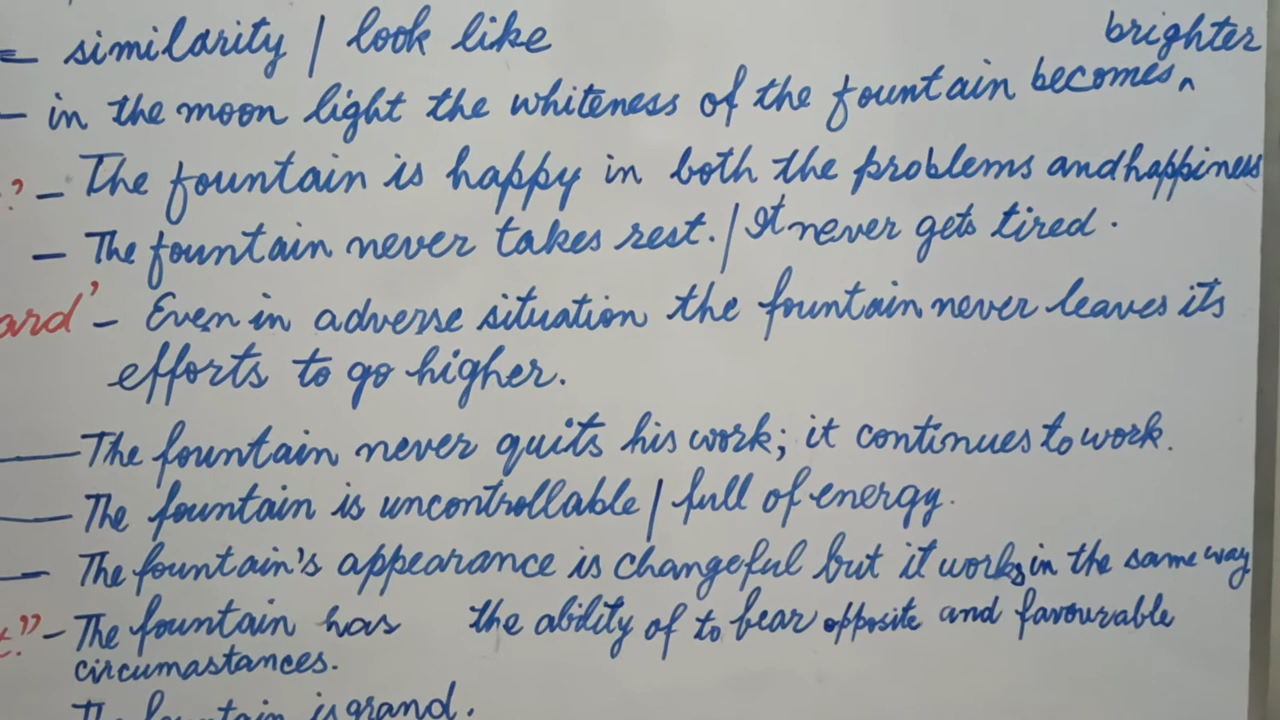 = similarity / look like
brighter
– in the moon light the whiteness of the fountain becomes ^
? – The fountain is happy in both the problems and happiness
– The fountain never takes rest. / It never gets tired.
ard' – Even in adverse situation the fountain never leaves its
efforts to go higher.
— The fountain never quits his work; it continues to work.
— The fountain is uncontrollable / full of energy.
— The fountain's appearance is changeful but it works in the same way
t?" – The fountain has the ability of to bear opposite and favourable
circumastances.
The fountain is grand.